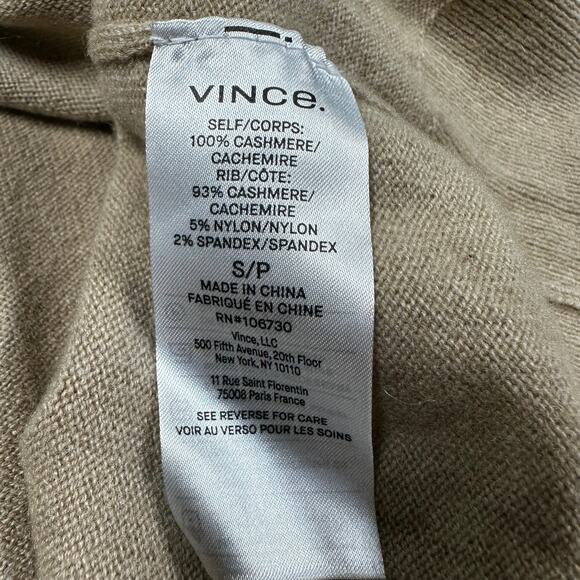 VINCe.
SELF/CORPS:
100% CASHMERE/
CACHEMIRE
RIB/CÔTE:
93% CASHMERE/
CACHEMIRE
5% NYLON/NYLON
2% SPANDEX/SPANDEX
S/P
MADE IN CHINA
FABRIQUÉ EN CHINE
RN#106730
Vince, LLC
500 Fifth Avenue, 20th Floor
New York, NY 10110
11 Rue Saint Florentin
75008 Paris France
SEE REVERSE FOR CARE
VOIR AU VERSO POUR LES SOINS